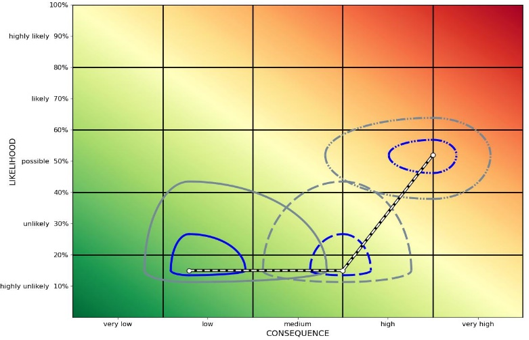 highly likely 90%
80%
likely 70%
60%
possible 50%
40%
unlikely 30%
20%
highly unlikely 10%
LIKELIHOOD
very low low medium high very high
CONSEQUENCE